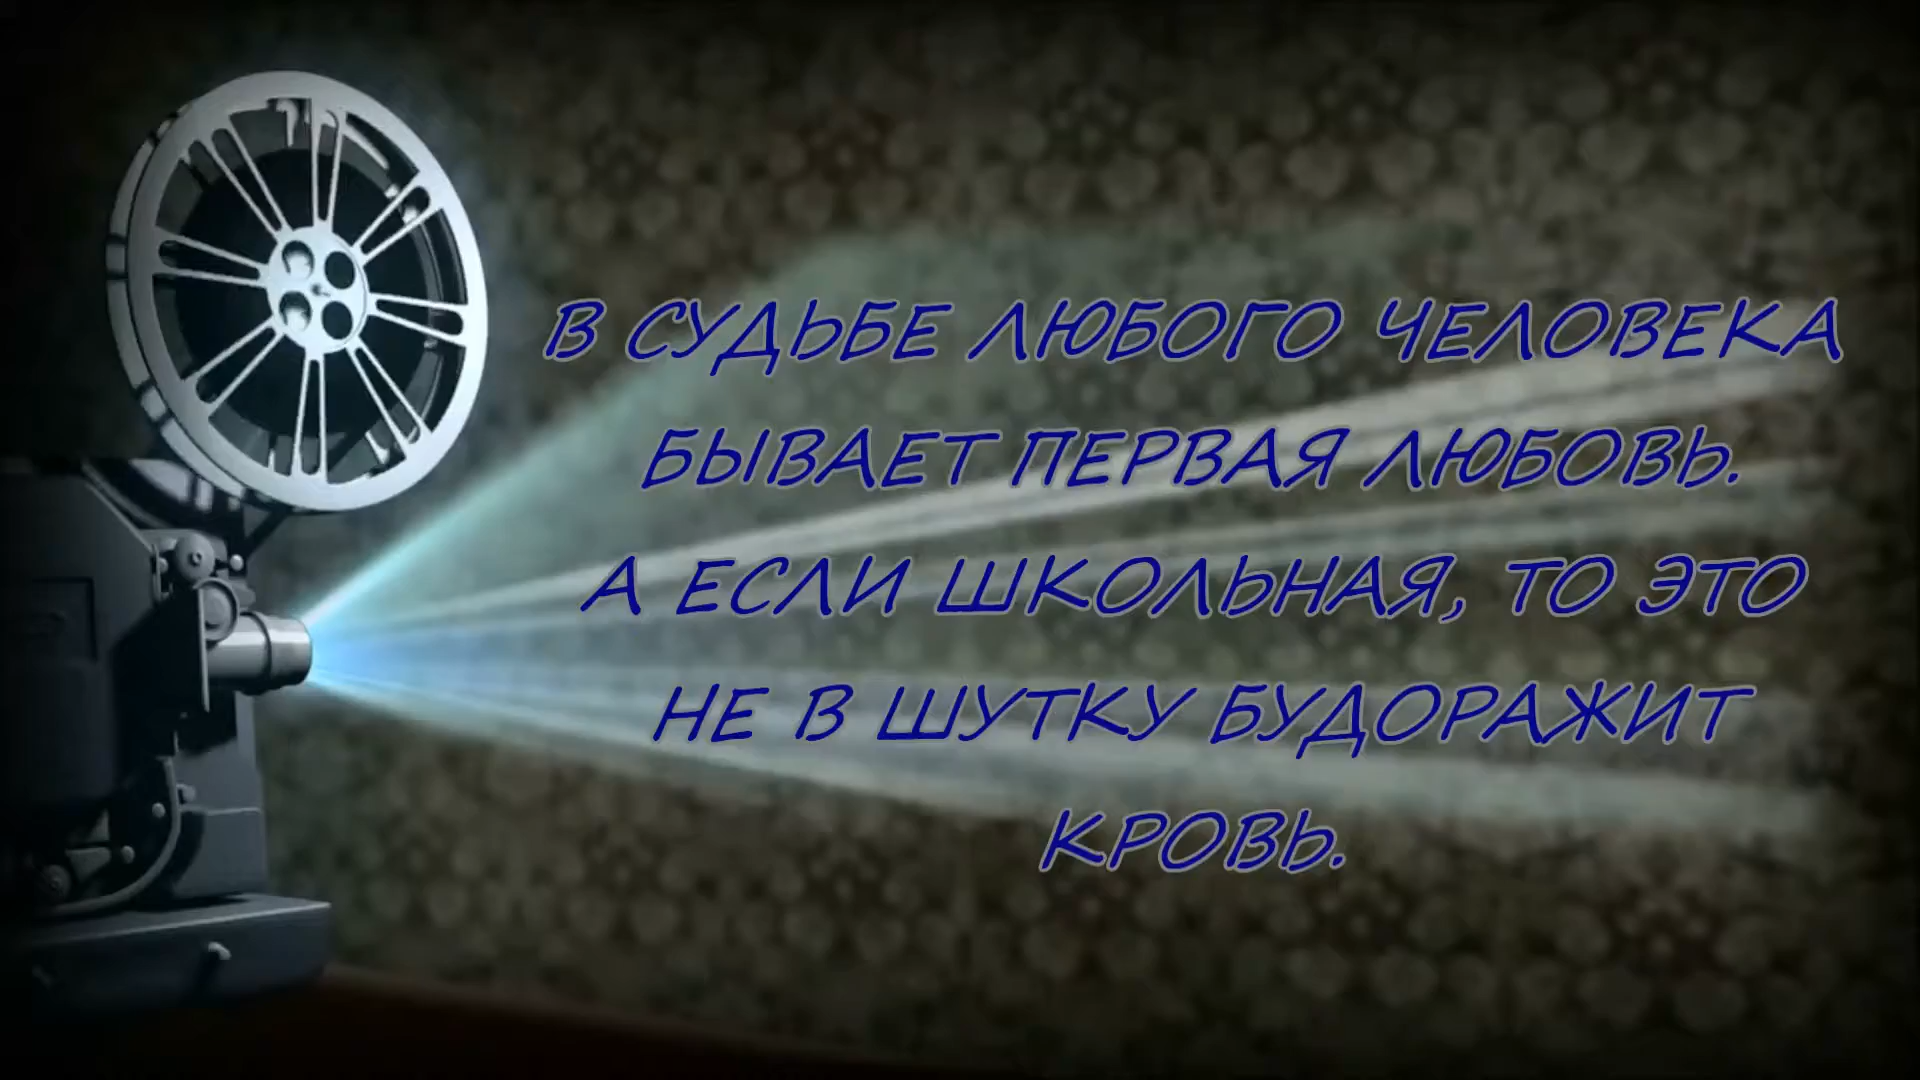 В СУДЬБЕ ЛЮБОГО ЧЕЛОВЕКА
БЫВАЕТ ПЕРВАЯ ЛЮБОВЬ.
А ЕСЛИ ШКОЛЬНАЯ, ТО ЭТО
НЕ В ШУТКУ БУДОРАЖИТ
КРОВЬ.